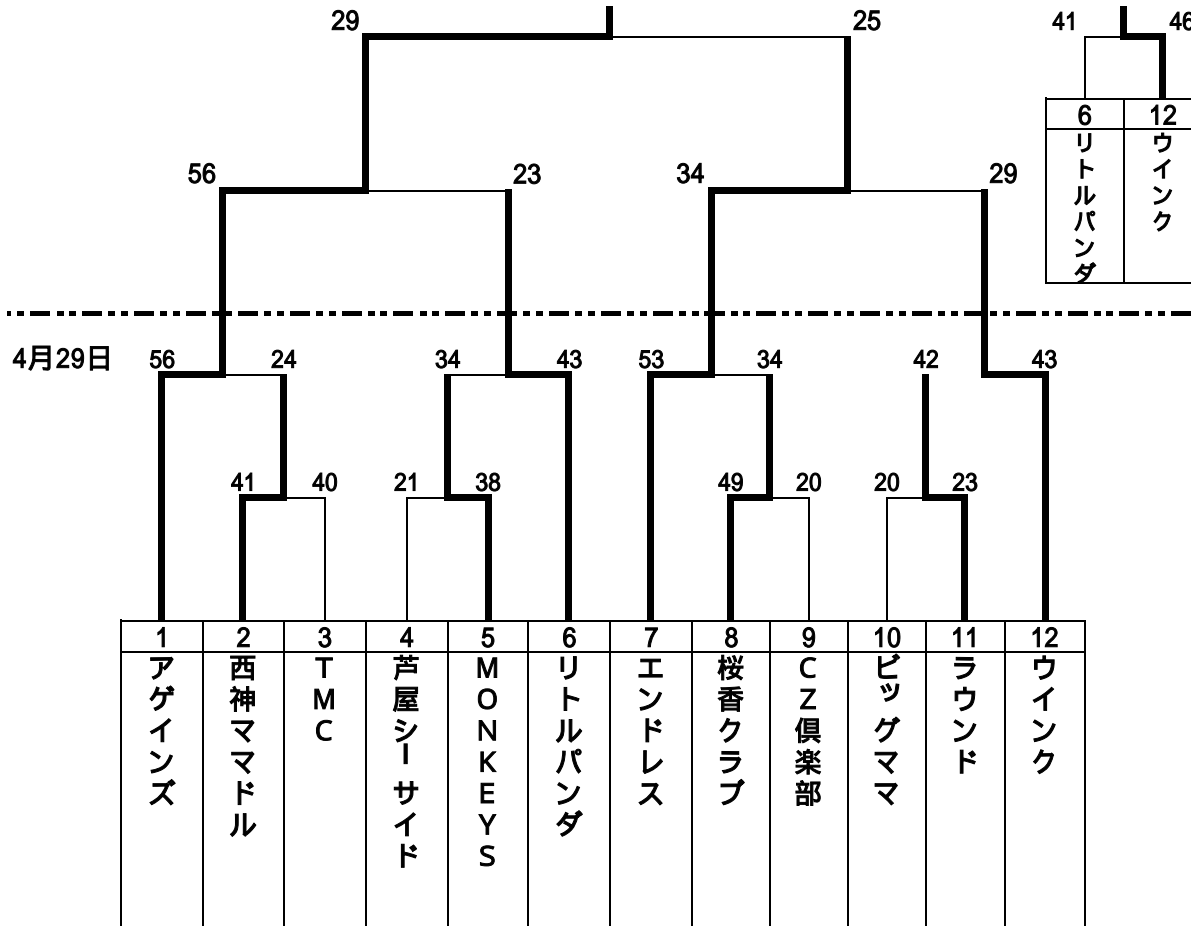 29 25 41 46
6 12
リトルパンダ
ウインク
56 23 34 29
4月29日 56 24 34 43 53 34 42 43
41 40 21 38 49 20 20 23
1 2 3 4 5 6 7 8 9 10 11 12
アゲインズ
西神ママドル
TMC
芦屋シーサイド
MONKEYS
リトルパンダ
エンドレス
桜香クラブ
CZ倶楽部
ビッグママ
ラウンド
ウインク